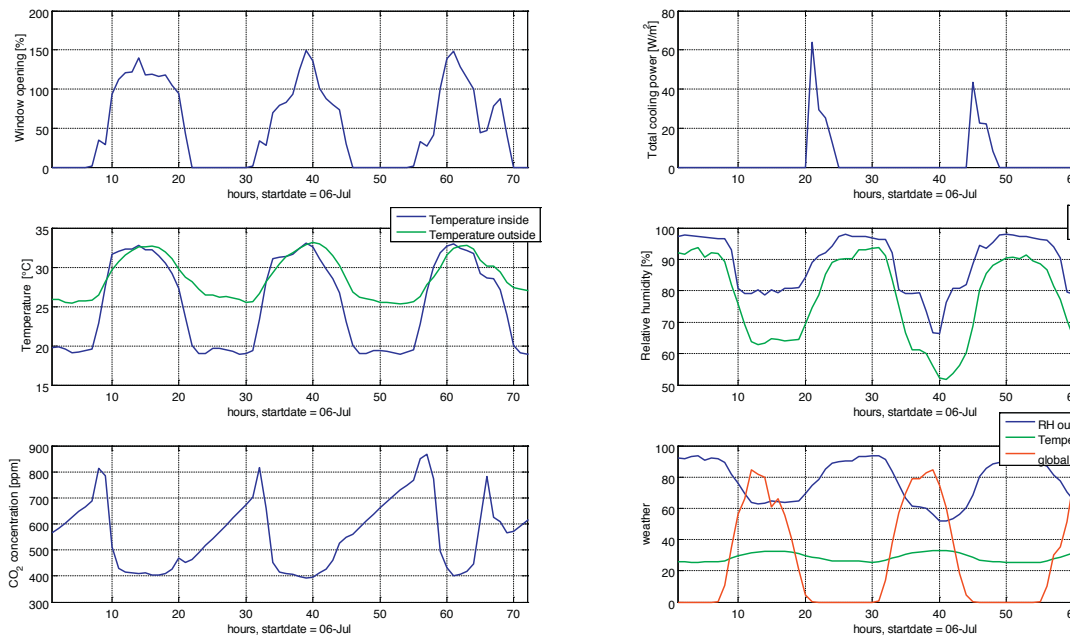 200
150
100
50
0
Window opening [%]
10 20 30 40 50 60 70
hours, startdate = 06-Jul
80
60
40
20
0
Total cooling power [W/m²]
10 20 30 40 50
hours, startdate = 06-Jul
Temperature inside
Temperature outside
35
30
25
20
15
Temperature [°C]
10 20 30 40 50 60 70
hours, startdate = 06-Jul
100
90
80
70
60
50
Relative humidity [%]
10 20 30 40 50
hours, startdate = 06-Jul
900
800
700
600
500
400
300
CO₂ concentration [ppm]
10 20 30 40 50 60 70
hours, startdate = 06-Jul
RH ou
Tempe
global
100
80
60
40
20
0
weather
10 20 30 40 50
hours, startdate = 06-Jul